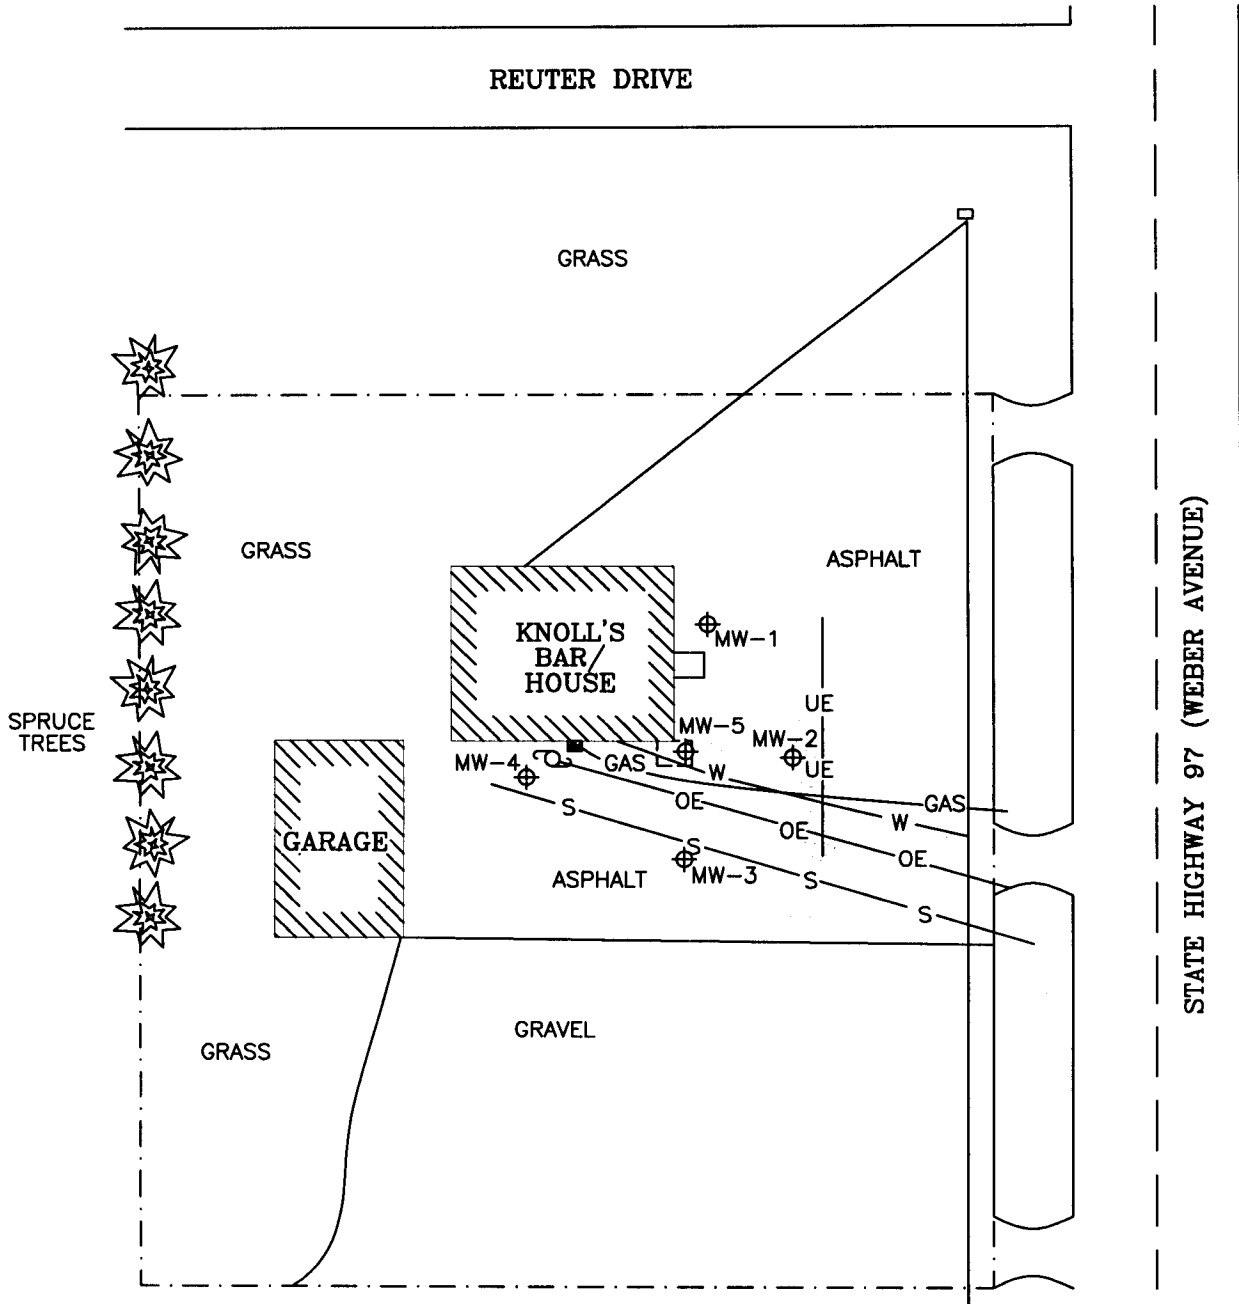 REUTER DRIVE
GRASS
GRASS
ASPHALT
KNOLL'S
BAR/
HOUSE
MW-1
STATE HIGHWAY 97 (WEBER AVENUE)
UE
SPRUCE
TREES
MW-5
MW-2
MW-4
GAS
W
UE
S
OE
GAS
W
GARAGE
S
OE
OE
ASPHALT
MW-3
S
S
GRAVEL
GRASS